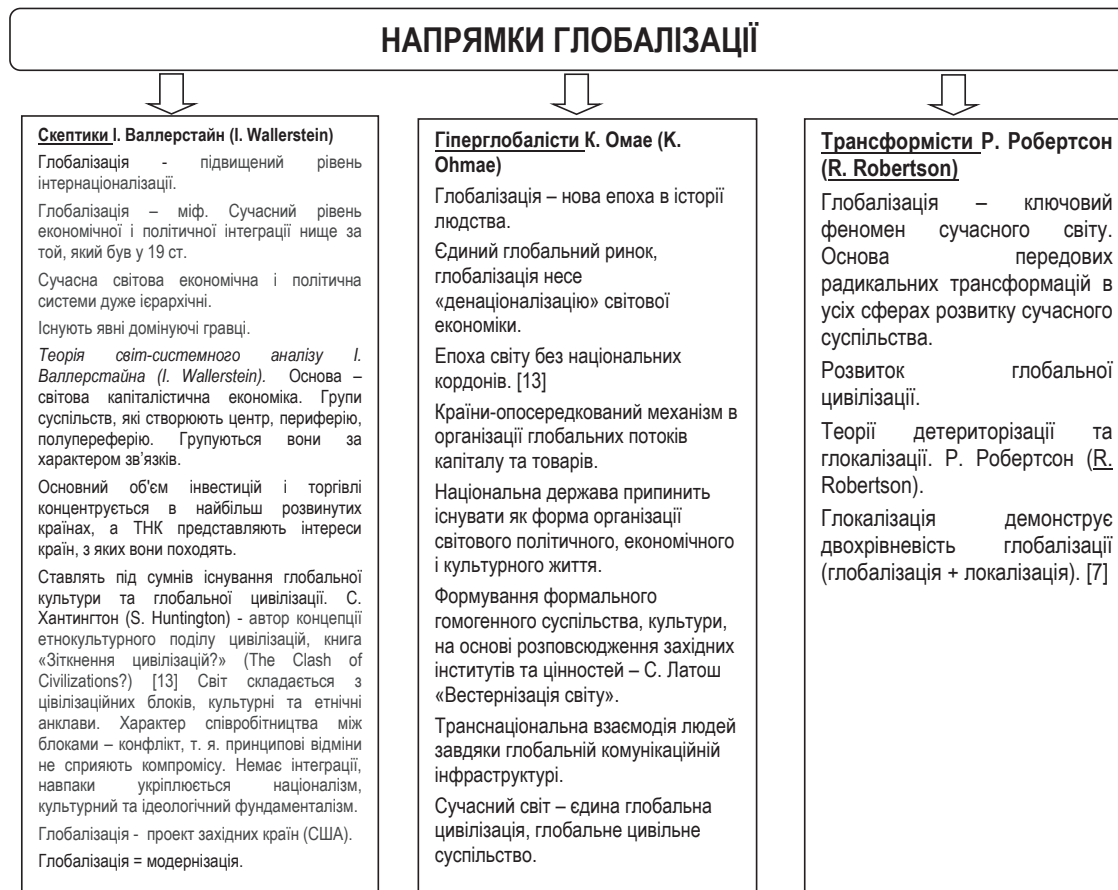 НАПРЯМКИ ГЛОБАЛІЗАЦІЇ
Скептики І. Валлерстайн (I. Wallerstein)
Глобалізація - підвищений рівень
інтернаціоналізації.
Глобалізація – міф. Сучасний рівень
економічної і політичної інтеграції нище за
той, який був у 19 ст.
Сучасна світова економічна і політична
системи дуже ієрархічні.
Існують явні домінуючі гравці.
Теорія світ-системного аналізу І.
Валлерстайна (I. Wallerstein). Основа –
світова капіталістична економіка. Групи
суспільств, які створюють центр, периферію,
полупереферію. Групуються вони за
характером зв’язків.
Основний об'єм інвестицій і торгівлі
концентрується в найбільш розвинутих
країнах, а ТНК представляють інтереси
країн, з яких вони походять.
Ставлять під сумнів існування глобальної
культури та глобальної цивілізації. С.
Хантингтон (S. Huntington) - автор концепції
етнокультурного поділу цивілізацій, книга
«Зіткнення цивілізацій?» (The Clash of
Civilizations?) [13] Світ складається з
цівілізаційних блоків, культурні та етнічні
анклави. Характер співробітництва між
блоками – конфлікт, т. я. принципові відміни
не сприяють компромісу. Немає інтеграції,
навпаки укріплюється націоналізм,
культурний та ідеологічний фундаменталізм.
Глобалізація - проект західних країн (США).
Глобалізація = модернізація.
Гіперглобалісти К. Омае (K.
Ohmae)
Глобалізація – нова епоха в історії
людства.
Єдиний глобальний ринок,
глобалізація несе
«денаціоналізацію» світової
економіки.
Епоха світу без національних
кордонів. [13]
Країни-опосередкований механізм в
організації глобальних потоків
капіталу та товарів.
Національна держава припинить
існувати як форма організації
світового політичного, економічного
і культурного життя.
Формування формального
гомогенного суспільства, культури,
на основі розповсюдження західних
інститутів та цінностей – С. Латош
«Вестернізація світу».
Транснаціональна взаємодія людей
завдяки глобальній комунікаційній
інфраструктурі.
Сучасний світ – єдина глобальна
цивілізація, глобальне цивільне
суспільство.
Трансформісти Р. Робертсон
(R. Robertson)
Глобалізація – ключовий
феномен сучасного світу.
Основа передових
радикальних трансформацій в
усіх сферах розвитку сучасного
суспільства.
Розвиток глобальної
цивілізації.
Теорії детериторізації та
глокалізації. Р. Робертсон (R.
Robertson).
Глокалізація демонструє
двохрівневість глобалізації
(глобалізація + локалізація). [7]